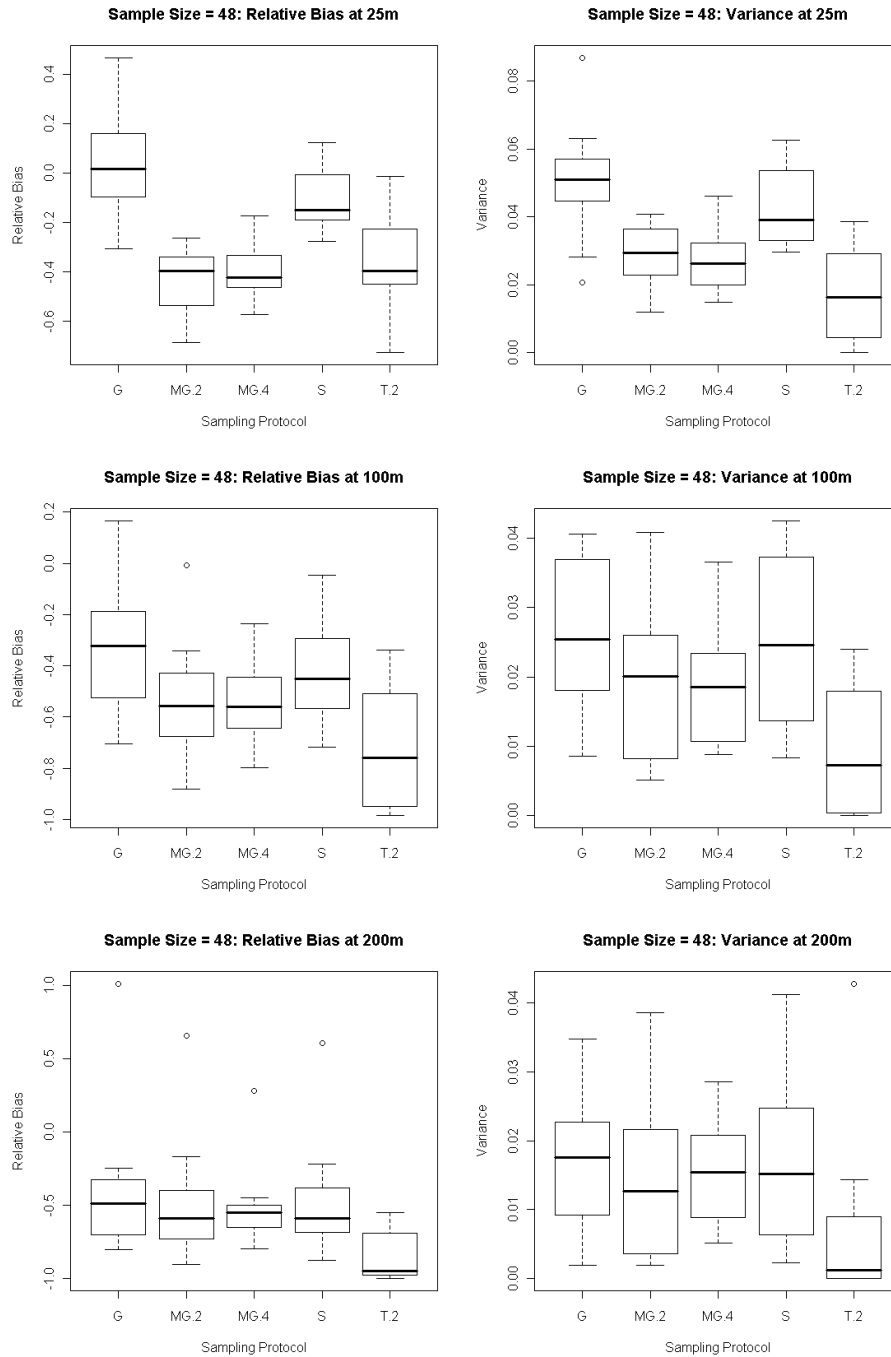 Sample Size = 48: Relative Bias at 25m
Relative Bias
0.4
0.2
0.0
-0.2
-0.4
-0.6
G MG.2 MG.4 S T.2
Sampling Protocol
Sample Size = 48: Variance at 25m
Variance
0.08
0.06
0.04
0.02
0.00
G MG.2 MG.4 S T.2
Sampling Protocol
Sample Size = 48: Relative Bias at 100m
Relative Bias
0.2
0.0
-0.2
-0.4
-0.6
-0.8
-1.0
G MG.2 MG.4 S T.2
Sampling Protocol
Sample Size = 48: Variance at 100m
Variance
0.04
0.03
0.02
0.01
0.00
G MG.2 MG.4 S T.2
Sampling Protocol
Sample Size = 48: Relative Bias at 200m
Relative Bias
1.0
0.5
0.0
-0.5
-1.0
G MG.2 MG.4 S T.2
Sampling Protocol
Sample Size = 48: Variance at 200m
Variance
0.04
0.03
0.02
0.01
0.00
G MG.2 MG.4 S T.2
Sampling Protocol